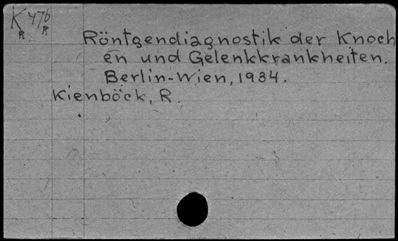 K 476
R R
Röntgendiagnostik der Knoch
en und Gelenkkrankheiten.
Berlin-Wien, 1934.
Kienböck, R.